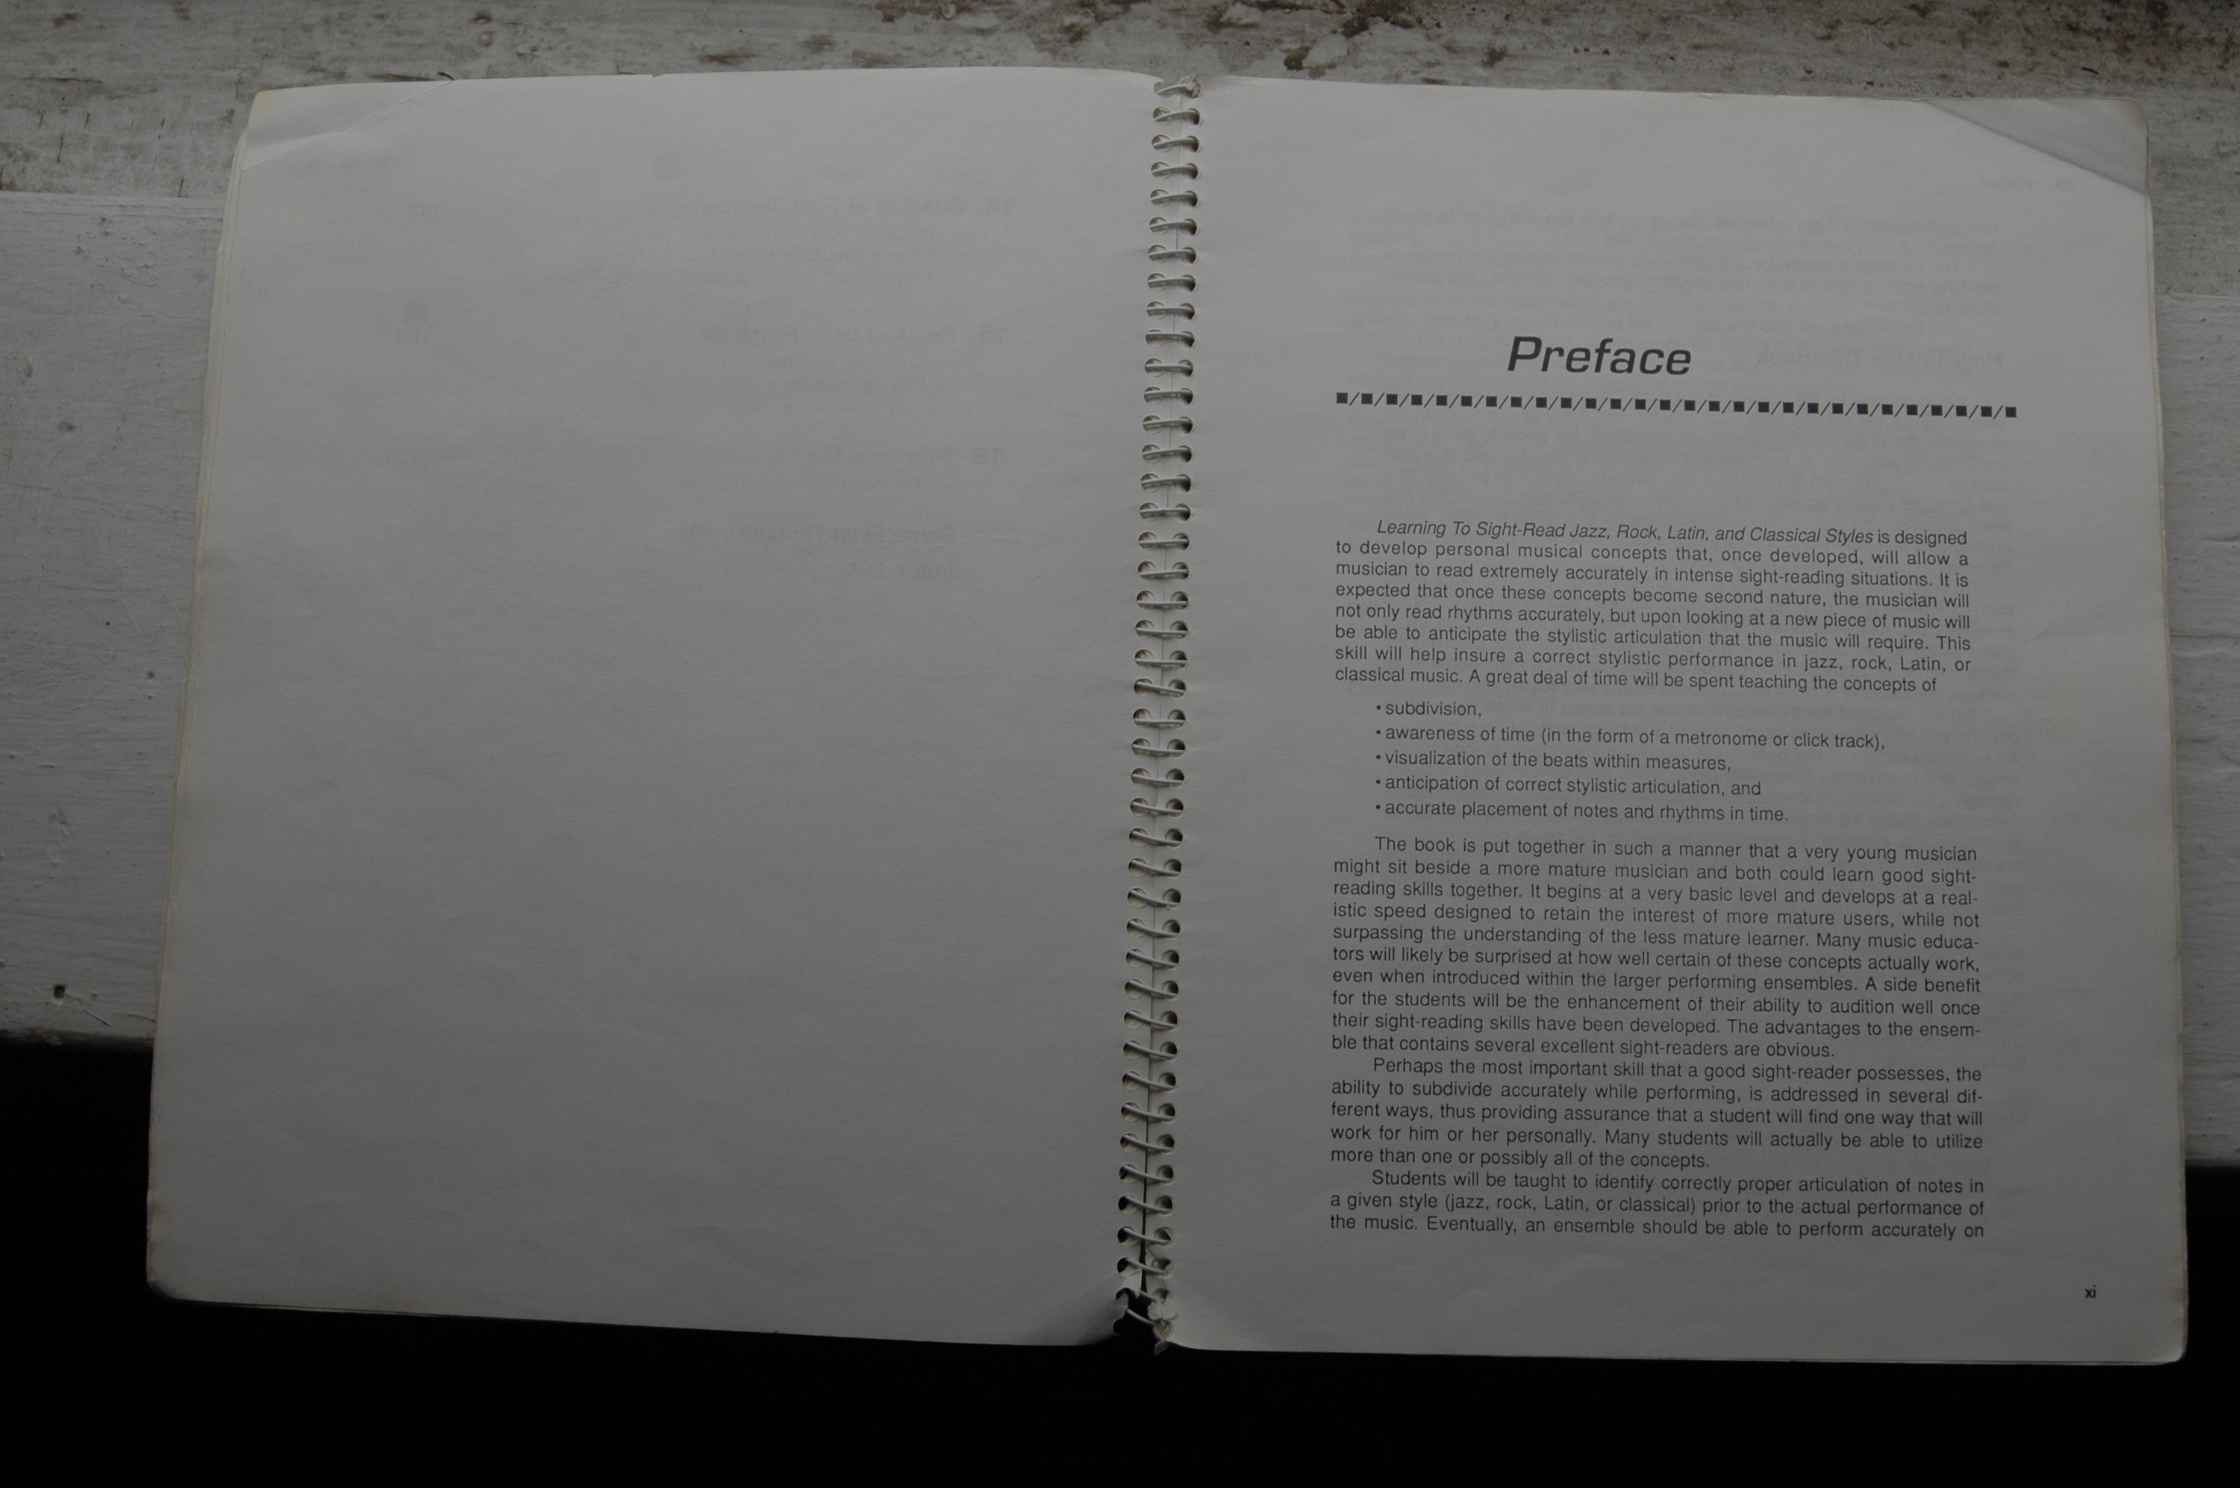 Preface
Learning To Sight-Read Jazz, Rock, Latin, and Classical Styles is designed
to develop personal musical concepts that, once developed, will allow a
musician to read extremely accurately in intense sight-reading situations. It is
expected that once these concepts become second nature, the musician will
not only read rhythms accurately, but upon looking at a new piece of music will
be able to anticipate the stylistic articulation that the music will require. This
skill will help insure a correct stylistic performance in jazz, rock, Latin, or
classical music. A great deal of time will be spent teaching the concepts of
• subdivision,
• awareness of time (in the form of a metronome or click track),
• visualization of the beats within measures,
• anticipation of correct stylistic articulation, and
• accurate placement of notes and rhythms in time.
The book is put together in such a manner that a very young musician
might sit beside a more mature musician and both could learn good sight-
reading skills together. It begins at a very basic level and develops at a real-
istic speed designed to retain the interest of more mature users, while not
surpassing the understanding of the less mature learner. Many music educa-
tors will likely be surprised at how well certain of these concepts actually work,
even when introduced within the larger performing ensembles. A side benefit
for the students will be the enhancement of their ability to audition well once
their sight-reading skills have been developed. The advantages to the ensem-
ble that contains several excellent sight-readers are obvious.
Perhaps the most important skill that a good sight-reader possesses, the
ability to subdivide accurately while performing, is addressed in several dif-
ferent ways, thus providing assurance that a student will find one way that will
work for him or her personally. Many students will actually be able to utilize
more than one or possibly all of the concepts.
Students will be taught to identify correctly proper articulation of notes in
a given style (jazz, rock, Latin, or classical) prior to the actual performance of
the music. Eventually, an ensemble should be able to perform accurately on
xi